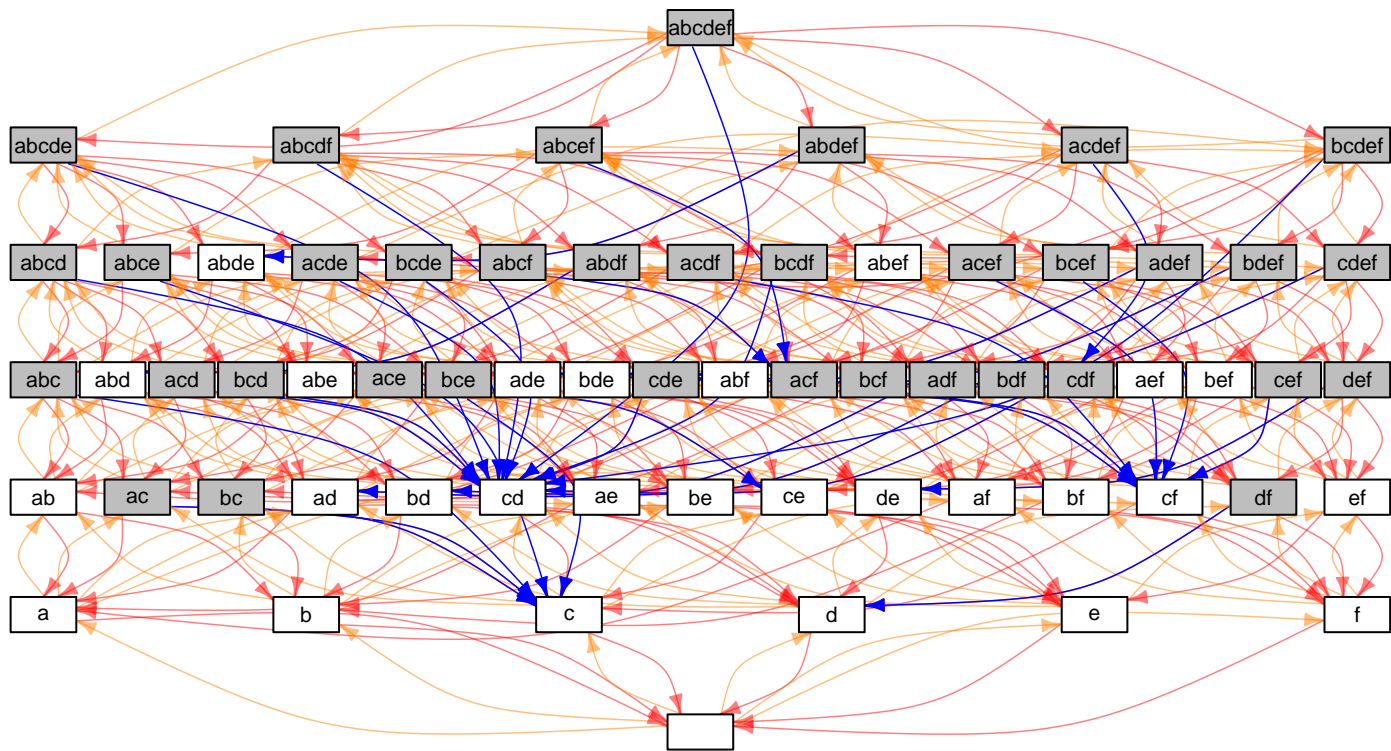 abcdef
abcde abcdf abcef abdef acdef bcdef
abcd abce abde acde bcde abcf abdf acdf bcdf abef acef bcef adef bdef cdef
abc abd acd bcd abe ace bce ade bde cde abf acf bcf adf bdf cdf aef bef cef def
ab ac bc ad bd cd ae be ce de af bf cf df ef
a b c d e f